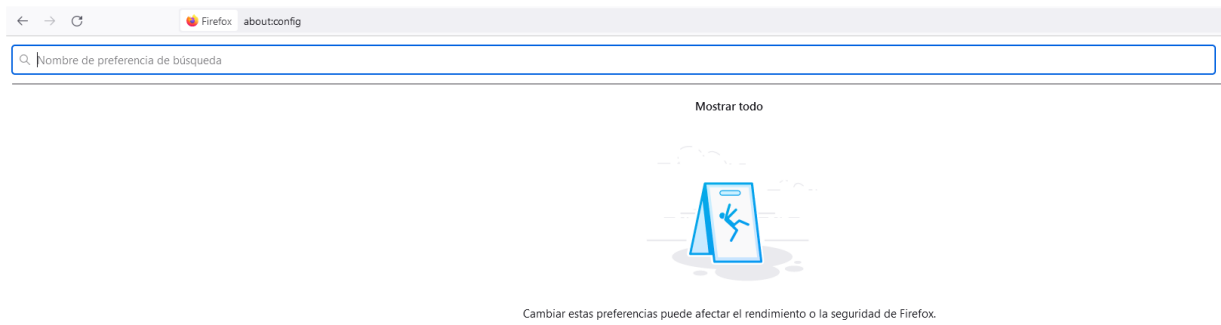 Firefox about:config
Nombre de preferencia de búsqueda
Mostrar todo
Cambiar estas preferencias puede afectar el rendimiento o la seguridad de Firefox.